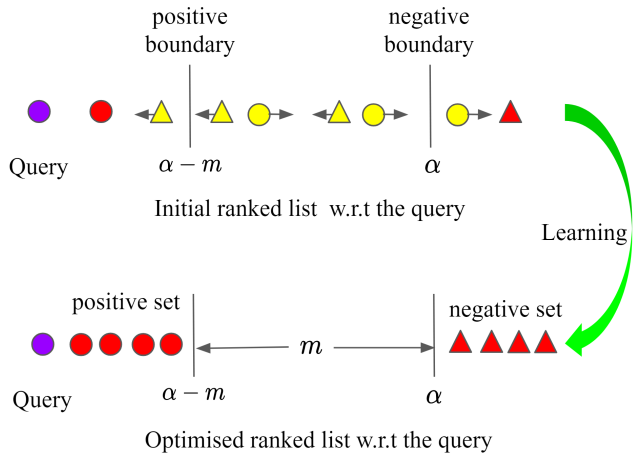 positive
boundary
negative
boundary
Query
α − m
α
Initial ranked list w.r.t the query
Learning
positive set
negative set
m
Query
α − m
α
Optimised ranked list w.r.t the query